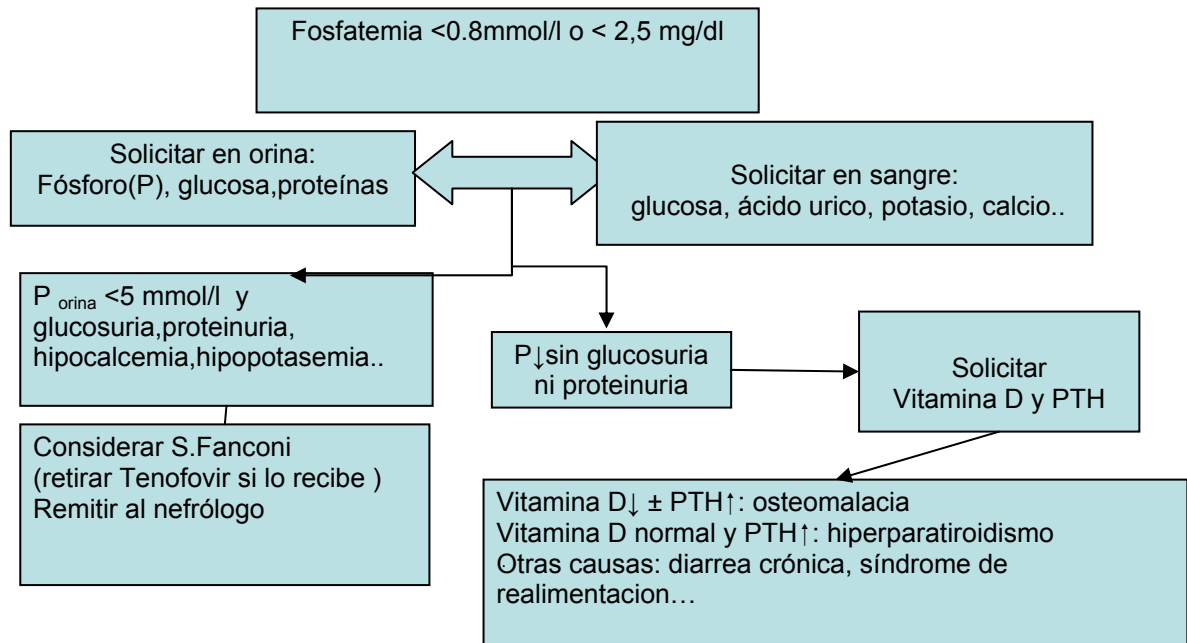 Fosfatemia <0.8mmol/l o < 2,5 mg/dl
Solicitar en orina:
Fósforo(P), glucosa,proteínas
Solicitar en sangre:
glucosa, ácido urico, potasio, calcio..
P orina <5 mmol/l y
glucosuria,proteinuria,
hipocalcemia,hipopotasemia..
P↓sin glucosuria
ni proteinuria
Solicitar
Vitamina D y PTH
Considerar S.Fanconi
(retirar Tenofovir si lo recibe )
Remitir al nefrólogo
Vitamina D↓ ± PTH↑: osteomalacia
Vitamina D normal y PTH↑: hiperparatiroidismo
Otras causas: diarrea crónica, síndrome de
realimentacion…